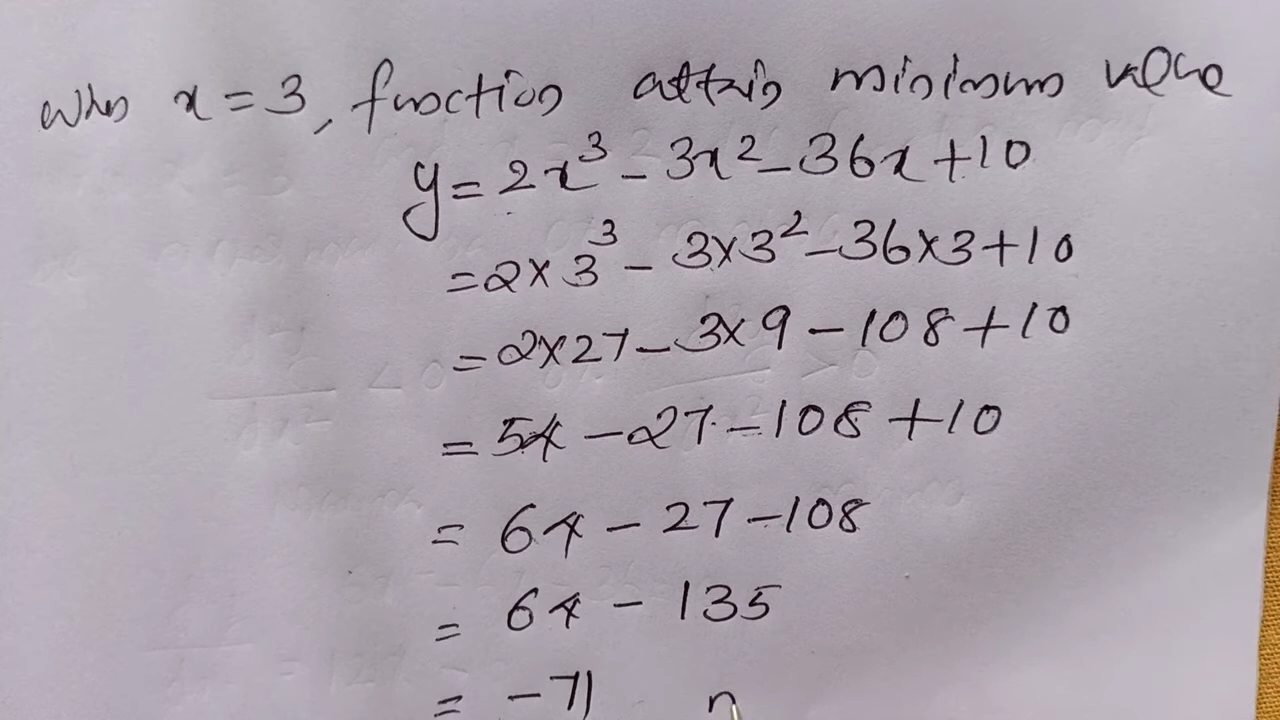 when x = 3, function attain minimum value
y = 2x³ - 3x² - 36x + 10
= 2 × 3³ - 3 × 3² - 36 × 3 + 10
= 2 × 27 - 3 × 9 - 108 + 10
= 54 - 27 - 108 + 10
= 64 - 27 - 108
= 64 - 135
= -71